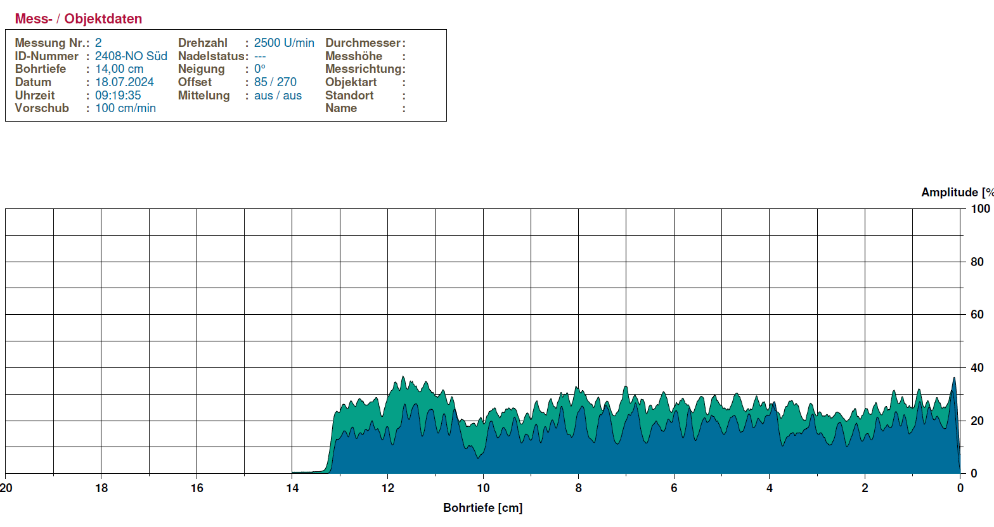 Mess- / Objektdaten
Messung Nr.: 2 Drehzahl : 2500 U/min Durchmesser:
ID-Nummer : 2408-NO Süd Nadelstatus: --- Messhöhe :
Bohrtiefe : 14,00 cm Neigung : 0° Messrichtung:
Datum : 18.07.2024 Offset : 85 / 270 Objektart :
Uhrzeit : 09:19:35 Mittelung : aus / aus Standort :
Vorschub : 100 cm/min Name :
Amplitude [%
100
80
60
40
20
0
20 18 16 14 12 10 8 6 4 2 0
Bohrtiefe [cm]